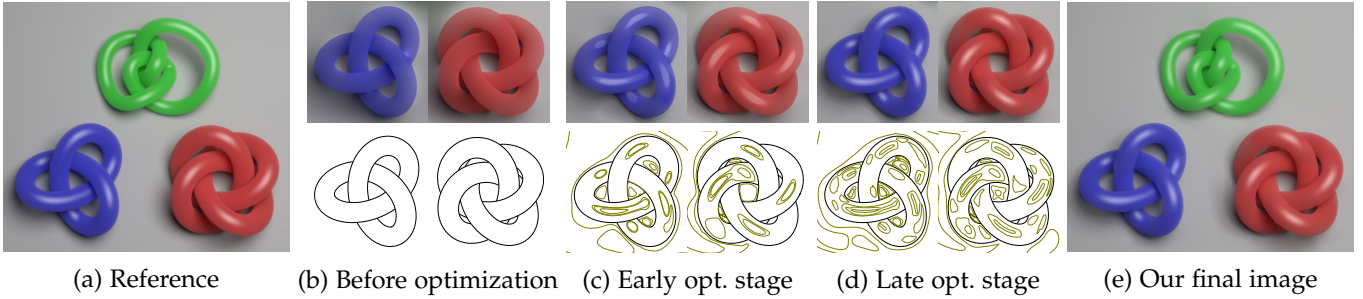 (a) Reference
(b) Before optimization
(c) Early opt. stage
(d) Late opt. stage
(e) Our final image